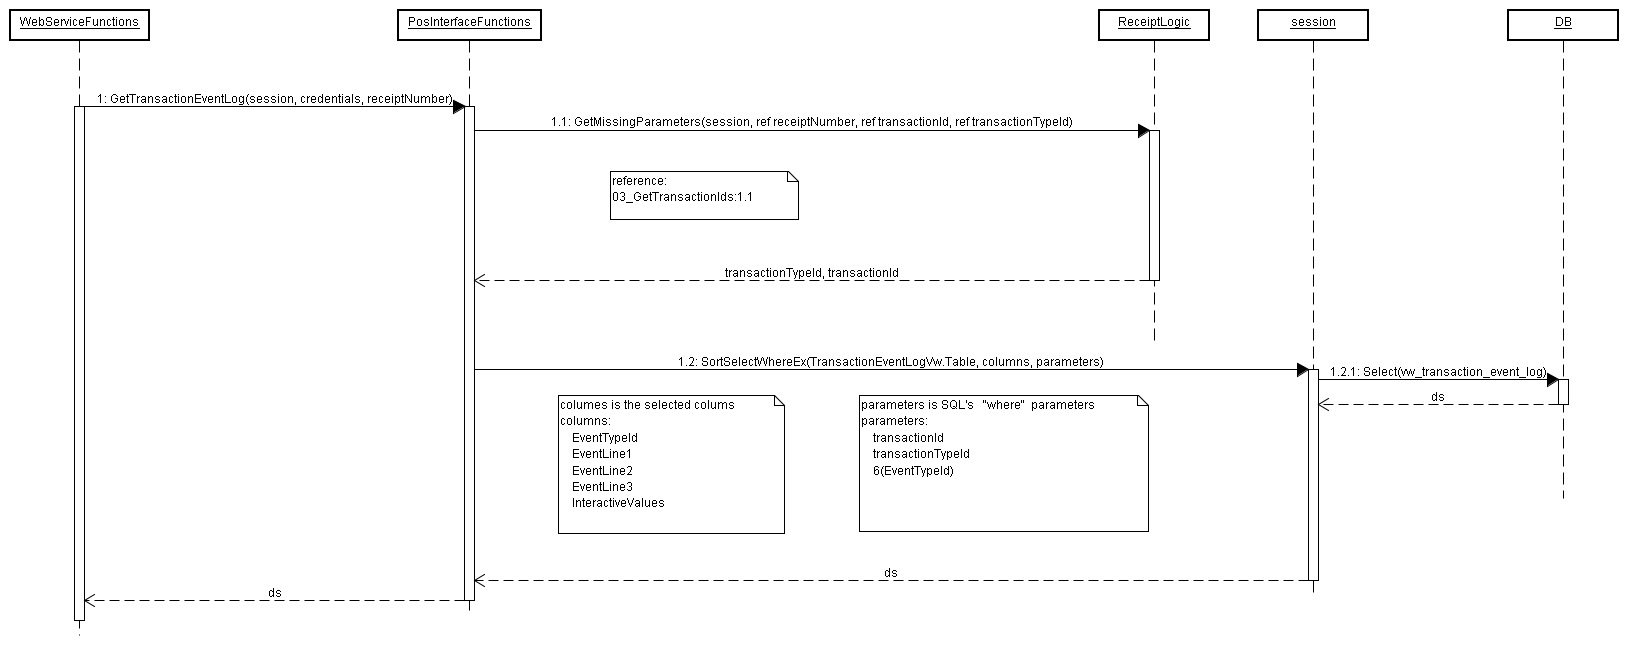 WebServiceFunctions
PosInterfaceFunctions
ReceiptLogic
session
DB
1: GetTransactionEventLog(session, credentials, receiptNumber)
1.1: GetMissingParameters(session, ref receiptNumber, ref transactionId, ref transactionTypeId)
reference:
03_GetTransactionIds:1.1
transactionTypeId, transactionId
1.2: SortSelectWhereEx(TransactionEventLogVw.Table, columns, parameters)
1.2.1: Select(vw_transaction_event_log)
ds
columes is the selected colums
columns:
EventTypeId
EventLine1
EventLine2
EventLine3
InteractiveValues
parameters is SQL's "where" parameters
parameters:
transactionId
transactionTypeId
6(EventTypeId)
ds
ds